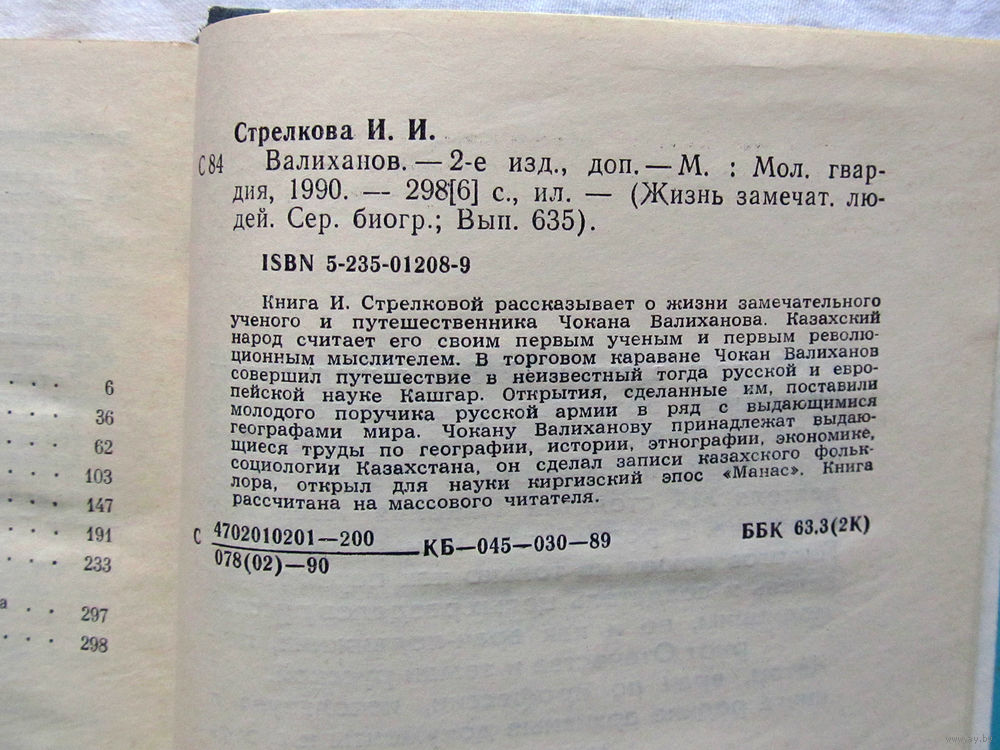 Стрелкова И. И.
С 84 Валиханов. — 2-е изд., доп. — М. : Мол. гвар-
дия, 1990. — 298[6] с., ил. — (Жизнь замечат. лю-
дей. Сер. биогр.; Вып. 635).
ISBN 5-235-01208-9
Книга И. Стрелковой рассказывает о жизни замечательного
ученого и путешественника Чокана Валиханова. Казахский
народ считает его своим первым ученым и первым револю-
ционным мыслителем. В торговом караване Чокан Валиханов
совершил путешествие в неизвестный тогда русской и евро-
пейской науке Кашгар. Открытия, сделанные им, поставили
молодого поручика русской армии в ряд с выдающимися
географами мира. Чокану Валиханову принадлежат выдаю-
щиеся труды по географии, истории, этнографии, экономике,
социологии Казахстана, он сделал записи казахского фольк-
лора, открыл для науки киргизский эпос «Манас». Книга
рассчитана на массового читателя.
С 4702010201—200
078(02)—90 КБ—045—030—89 ББК 63.3(2К)
6
36
62
103
147
191
233
а . . 297
298
www.ay.by